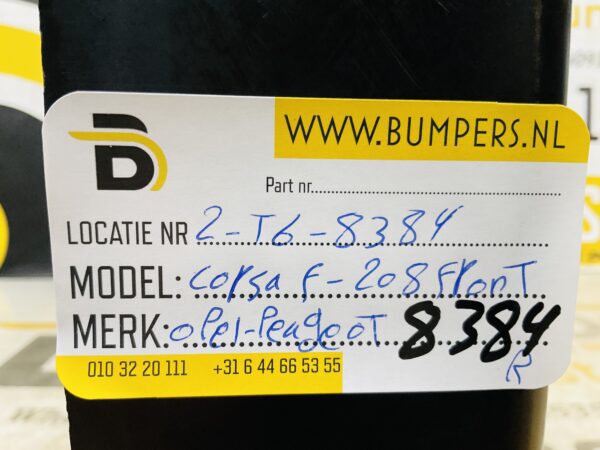 WWW.BUMPERS.NL
Part nr.
LOCATIE NR 2-T6-8384
MODEL: corsa F-208 Front
MERK: opel-PeageoT 8384
R
010 32 20 111 +31 6 44 66 53 55